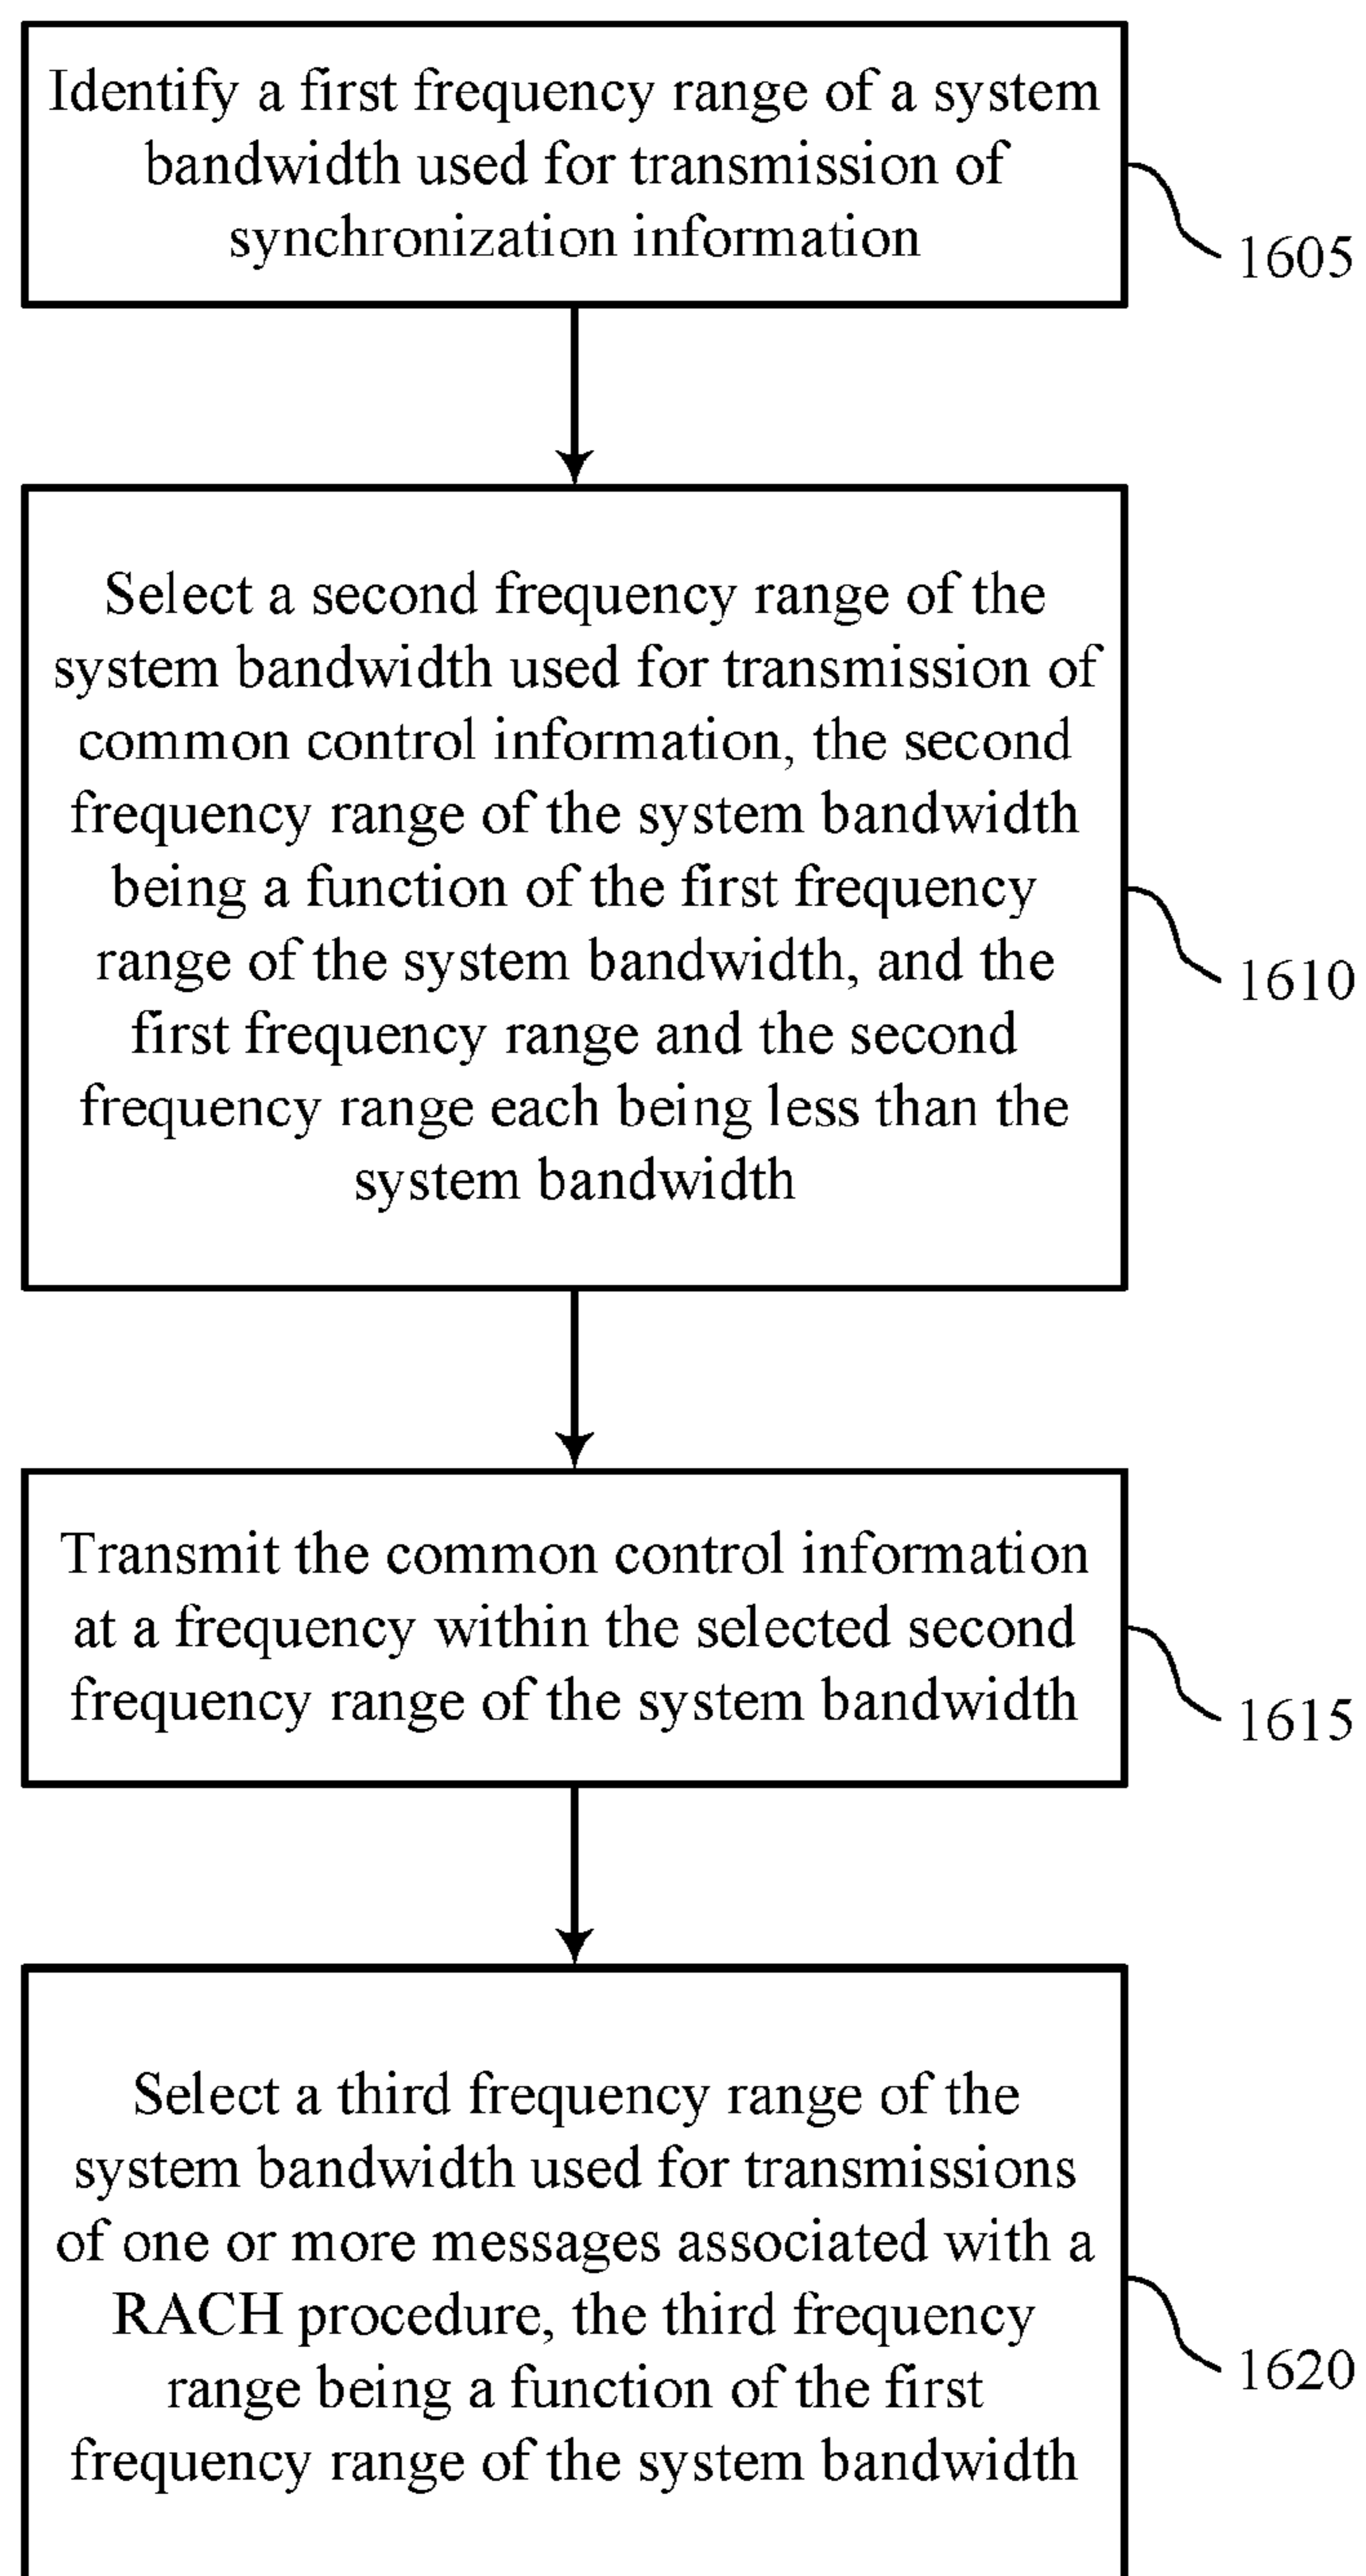 Identify a first frequency range of a system
bandwidth used for transmission of
synchronization information
1605
Select a second frequency range of the
system bandwidth used for transmission of
common control information, the second
frequency range of the system bandwidth
being a function of the first frequency
range of the system bandwidth, and the
first frequency range and the second
frequency range each being less than the
system bandwidth
1610
Transmit the common control information
at a frequency within the selected second
frequency range of the system bandwidth
1615
Select a third frequency range of the
system bandwidth used for transmissions
of one or more messages associated with a
RACH procedure, the third frequency
range being a function of the first
frequency range of the system bandwidth
1620